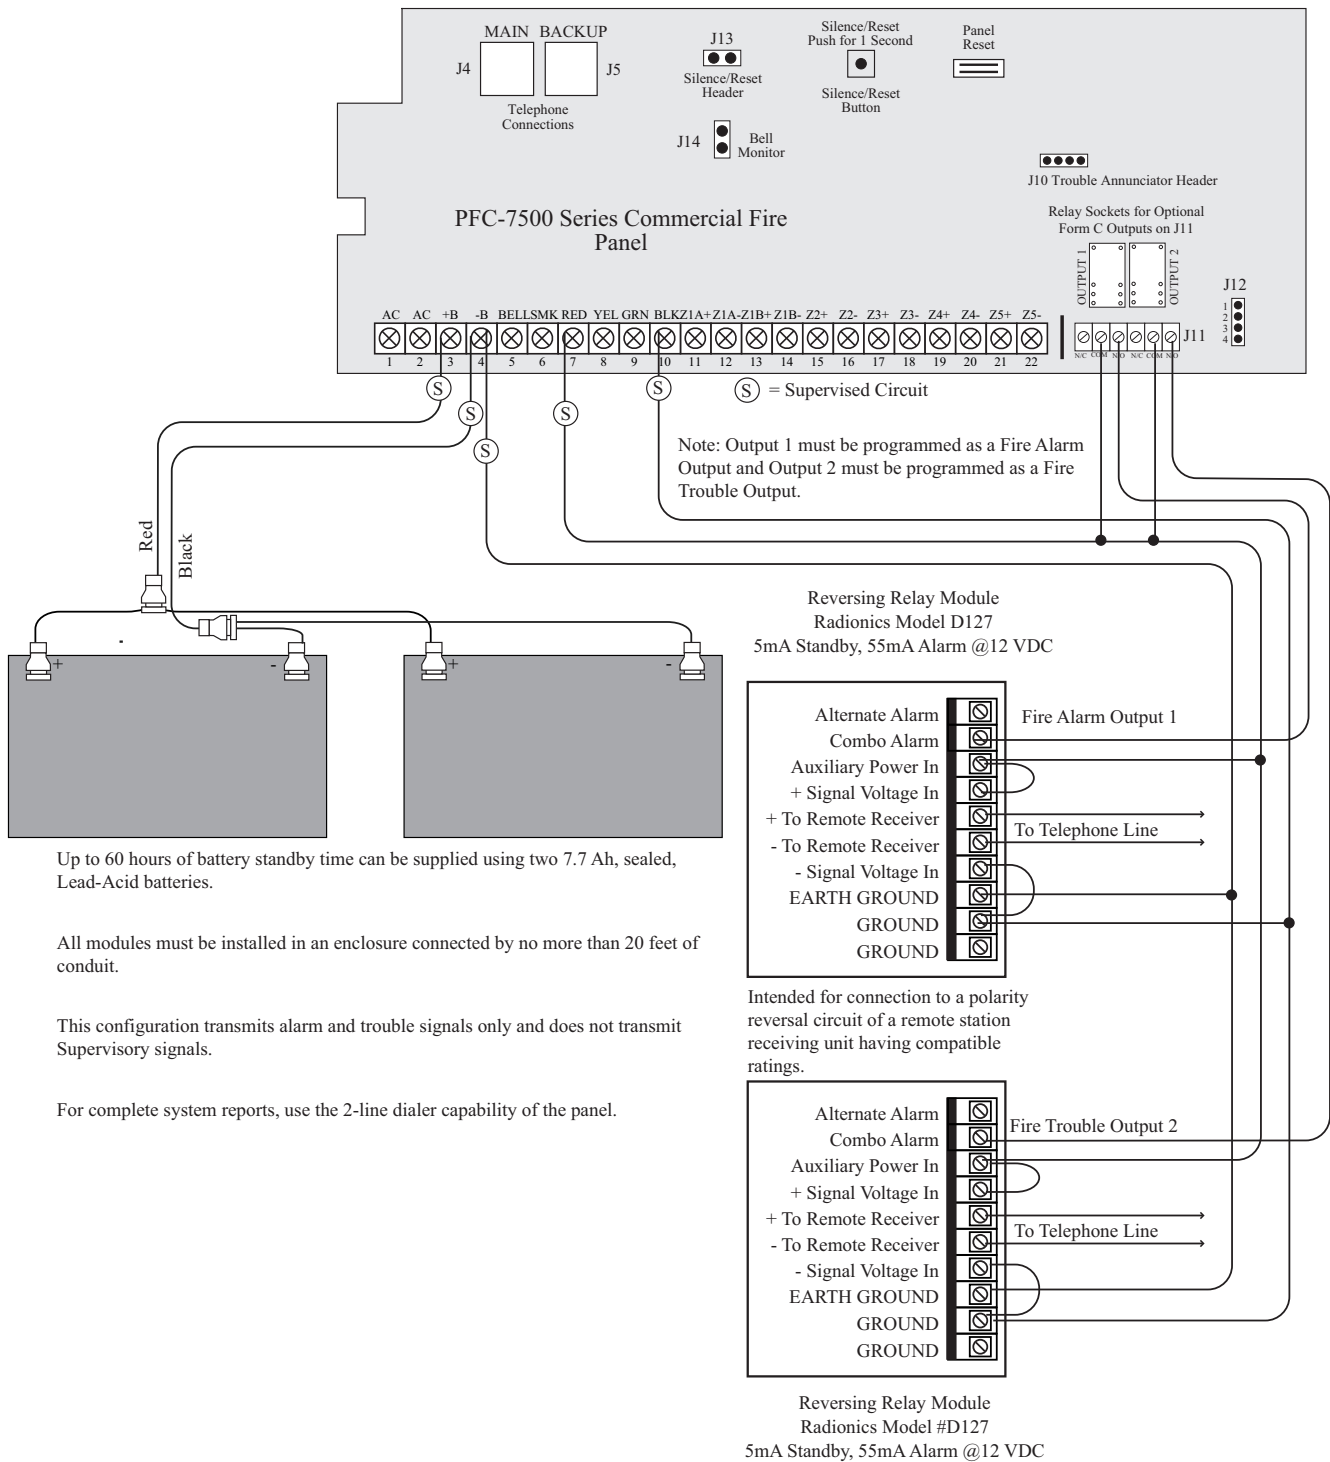 MAIN BACKUP
J4
J5
Telephone
Connections
J13
Silence/Reset
Header
J14
Bell
Monitor
Silence/Reset
Push for 1 Second
Silence/Reset
Button
Panel
Reset
J10 Trouble Annunciator Header
Relay Sockets for Optional
Form C Outputs on J11
OUTPUT 1
OUTPUT 2
J12
1
2
3
4
PFC-7500 Series Commercial Fire
Panel
AC AC +B -B BELL SMK RED YEL GRN BLK Z1A+ Z1A- Z1B+ Z1B- Z2+ Z2- Z3+ Z3- Z4+ Z4- Z5+ Z5-
1 2 3 4 5 6 7 8 9 10 11 12 13 14 15 16 17 18 19 20 21 22
J11
N/C COM N/O N/C COM N/O
S
S
S
S
S
S = Supervised Circuit
Note: Output 1 must be programmed as a Fire Alarm
Output and Output 2 must be programmed as a Fire
Trouble Output.
Red
Black
+
-
+
-
-
Up to 60 hours of battery standby time can be supplied using two 7.7 Ah, sealed,
Lead-Acid batteries.
All modules must be installed in an enclosure connected by no more than 20 feet of
conduit.
This configuration transmits alarm and trouble signals only and does not transmit
Supervisory signals.
For complete system reports, use the 2-line dialer capability of the panel.
Reversing Relay Module
Radionics Model D127
5mA Standby, 55mA Alarm @12 VDC
Alternate Alarm
Combo Alarm
Auxiliary Power In
+ Signal Voltage In
+ To Remote Receiver
- To Remote Receiver
- Signal Voltage In
EARTH GROUND
GROUND
GROUND
Fire Alarm Output 1
To Telephone Line
Intended for connection to a polarity
reversal circuit of a remote station
receiving unit having compatible
ratings.
Alternate Alarm
Combo Alarm
Auxiliary Power In
+ Signal Voltage In
+ To Remote Receiver
- To Remote Receiver
- Signal Voltage In
EARTH GROUND
GROUND
GROUND
Fire Trouble Output 2
To Telephone Line
Reversing Relay Module
Radionics Model #D127
5mA Standby, 55mA Alarm @12 VDC